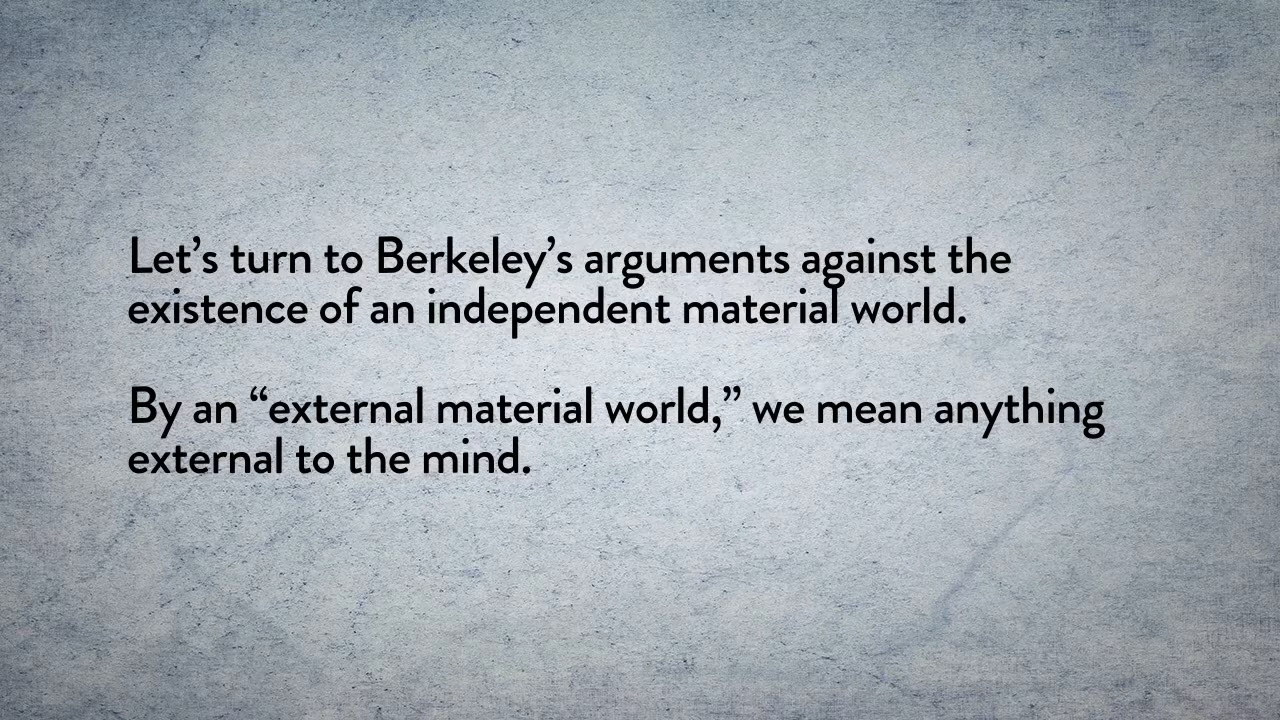 Let’s turn to Berkeley’s arguments against the
existence of an independent material world.
By an “external material world,” we mean anything
external to the mind.